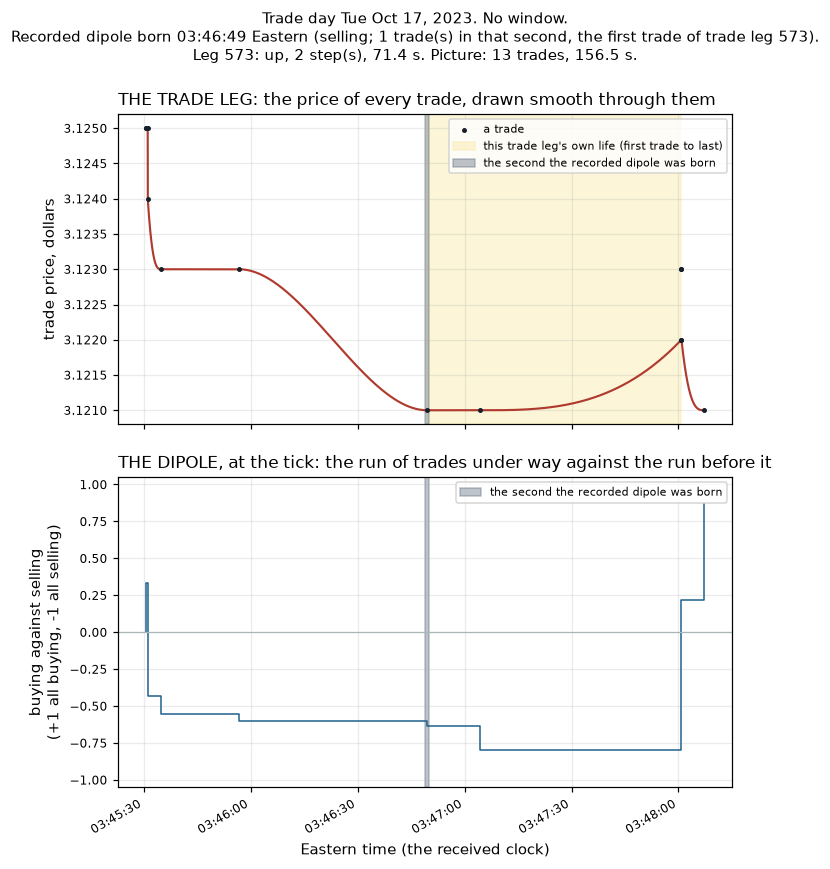 Trade day Tue Oct 17, 2023. No window.
Recorded dipole born 03:46:49 Eastern (selling; 1 trade(s) in that second, the first trade of trade leg 573).
Leg 573: up, 2 step(s), 71.4 s. Picture: 13 trades, 156.5 s.
THE TRADE LEG: the price of every trade, drawn smooth through them
3.1250
3.1245
3.1240
3.1235
3.1230
3.1225
3.1220
3.1215
3.1210
trade price, dollars
a trade
this trade leg's own life (first trade to last)
the second the recorded dipole was born
THE DIPOLE, at the tick: the run of trades under way against the run before it
1.00
0.75
0.50
0.25
0.00
−0.25
−0.50
−0.75
−1.00
buying against selling
(+1 all buying, -1 all selling)
the second the recorded dipole was born
03:45:30
03:46:00
03:46:30
03:47:00
03:47:30
03:48:00
Eastern time (the received clock)